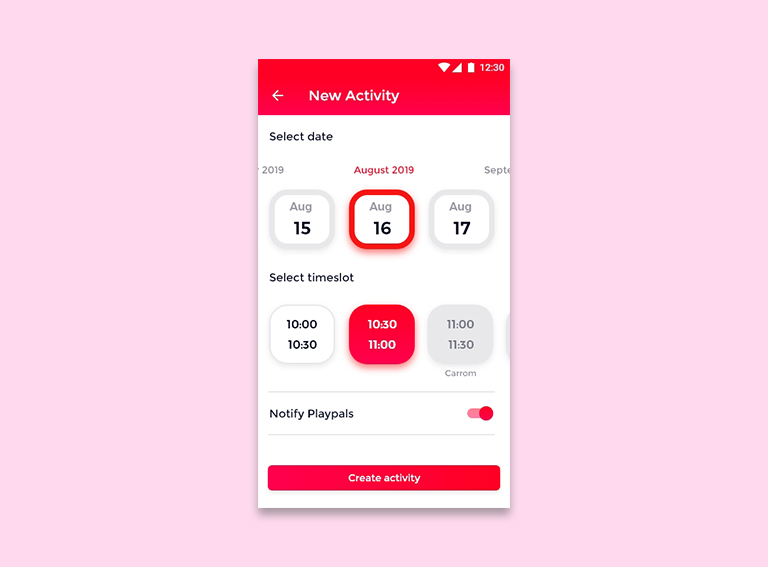 12:30
New Activity
Select date
2019 August 2019 Septe
Aug Aug Aug
15 16 17
Select timeslot
10:00 10:30 11:00
10:30 11:00 11:30
Carrom
Notify Playpals
Create activity